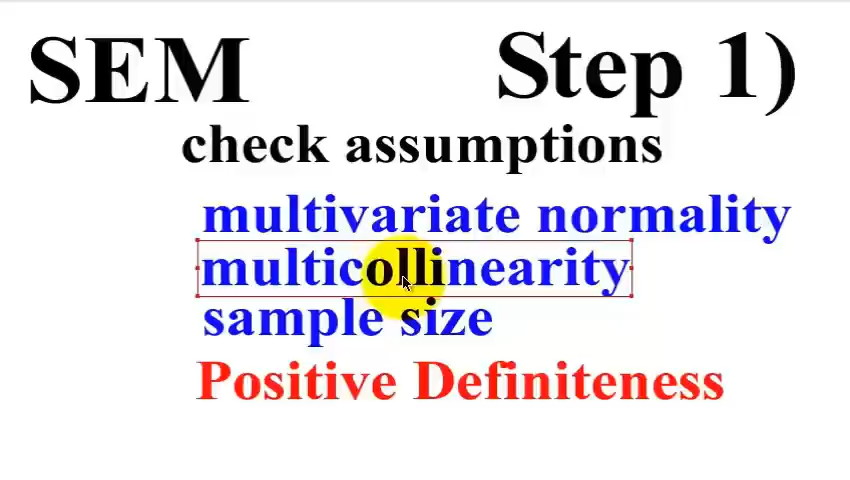 SEM Step 1)
check assumptions
multivariate normality
multicollinearity
sample size
Positive Definiteness